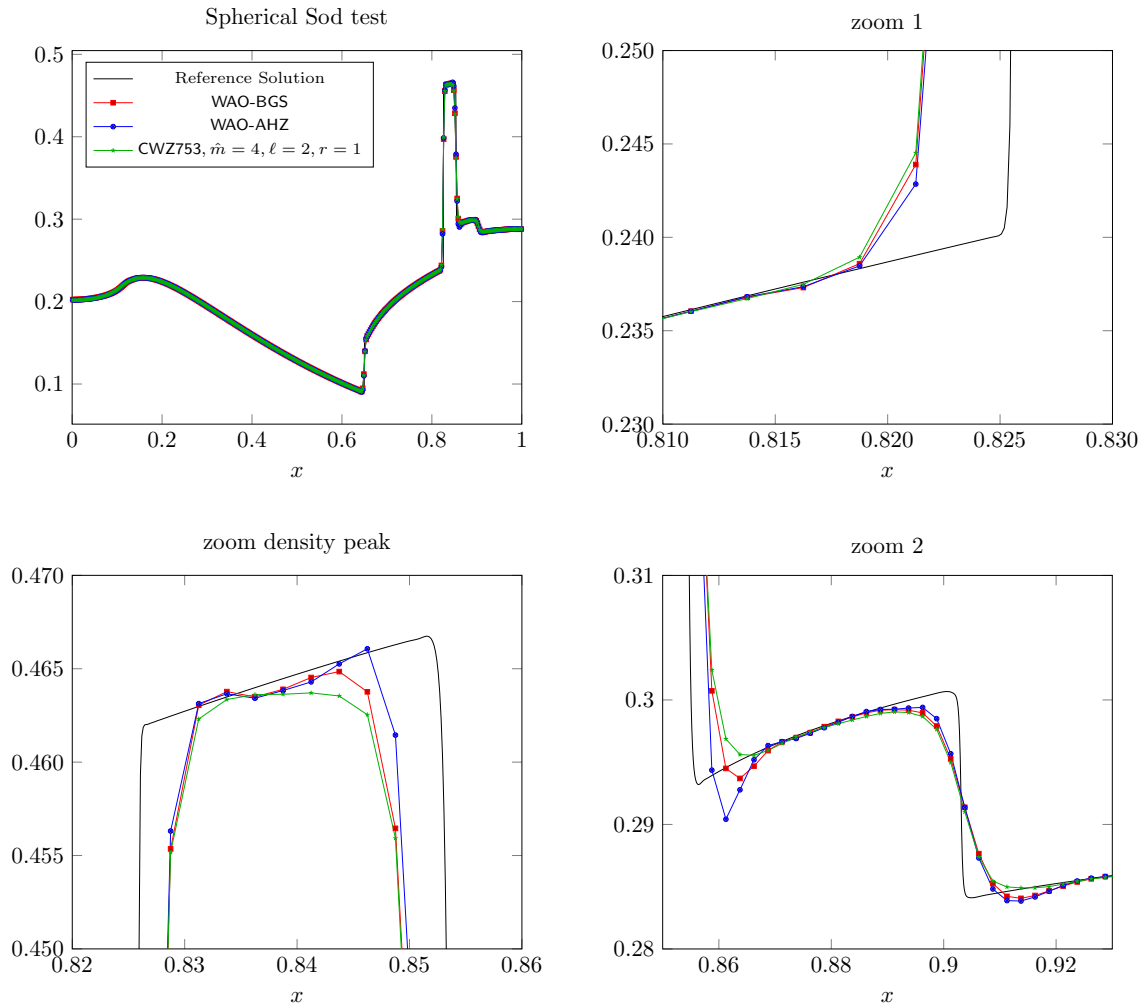 Spherical Sod test
0.5
0.4
0.3
0.2
0.1
Reference Solution
WAO-BGS
WAO-AHZ
CWZ753, m̂ = 4, ℓ = 2, r = 1
0 0.2 0.4 0.6 0.8 1
x
zoom 1
0.250
0.245
0.240
0.235
0.230
0.810 0.815 0.820 0.825 0.830
x
zoom density peak
0.470
0.465
0.460
0.455
0.450
0.82 0.83 0.84 0.85 0.86
x
zoom 2
0.31
0.3
0.29
0.28
0.86 0.88 0.9 0.92
x